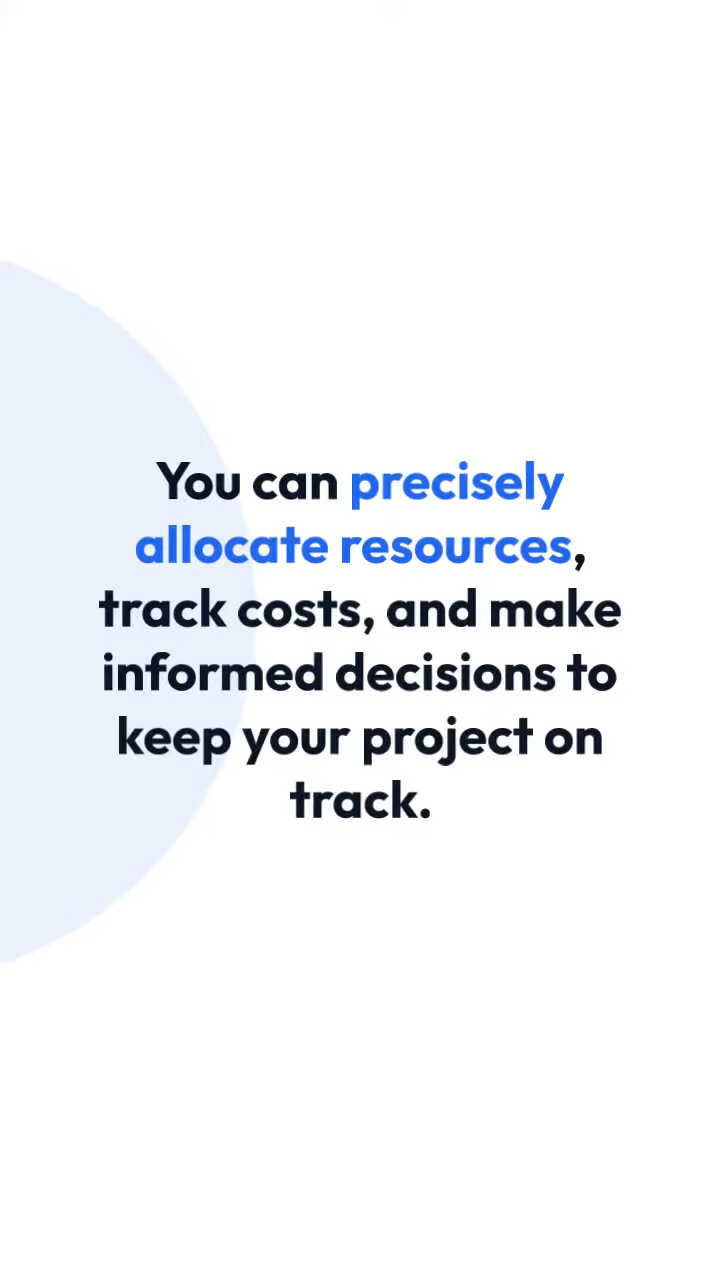 You can precisely
allocate resources,
track costs, and make
informed decisions to
keep your project on
track.